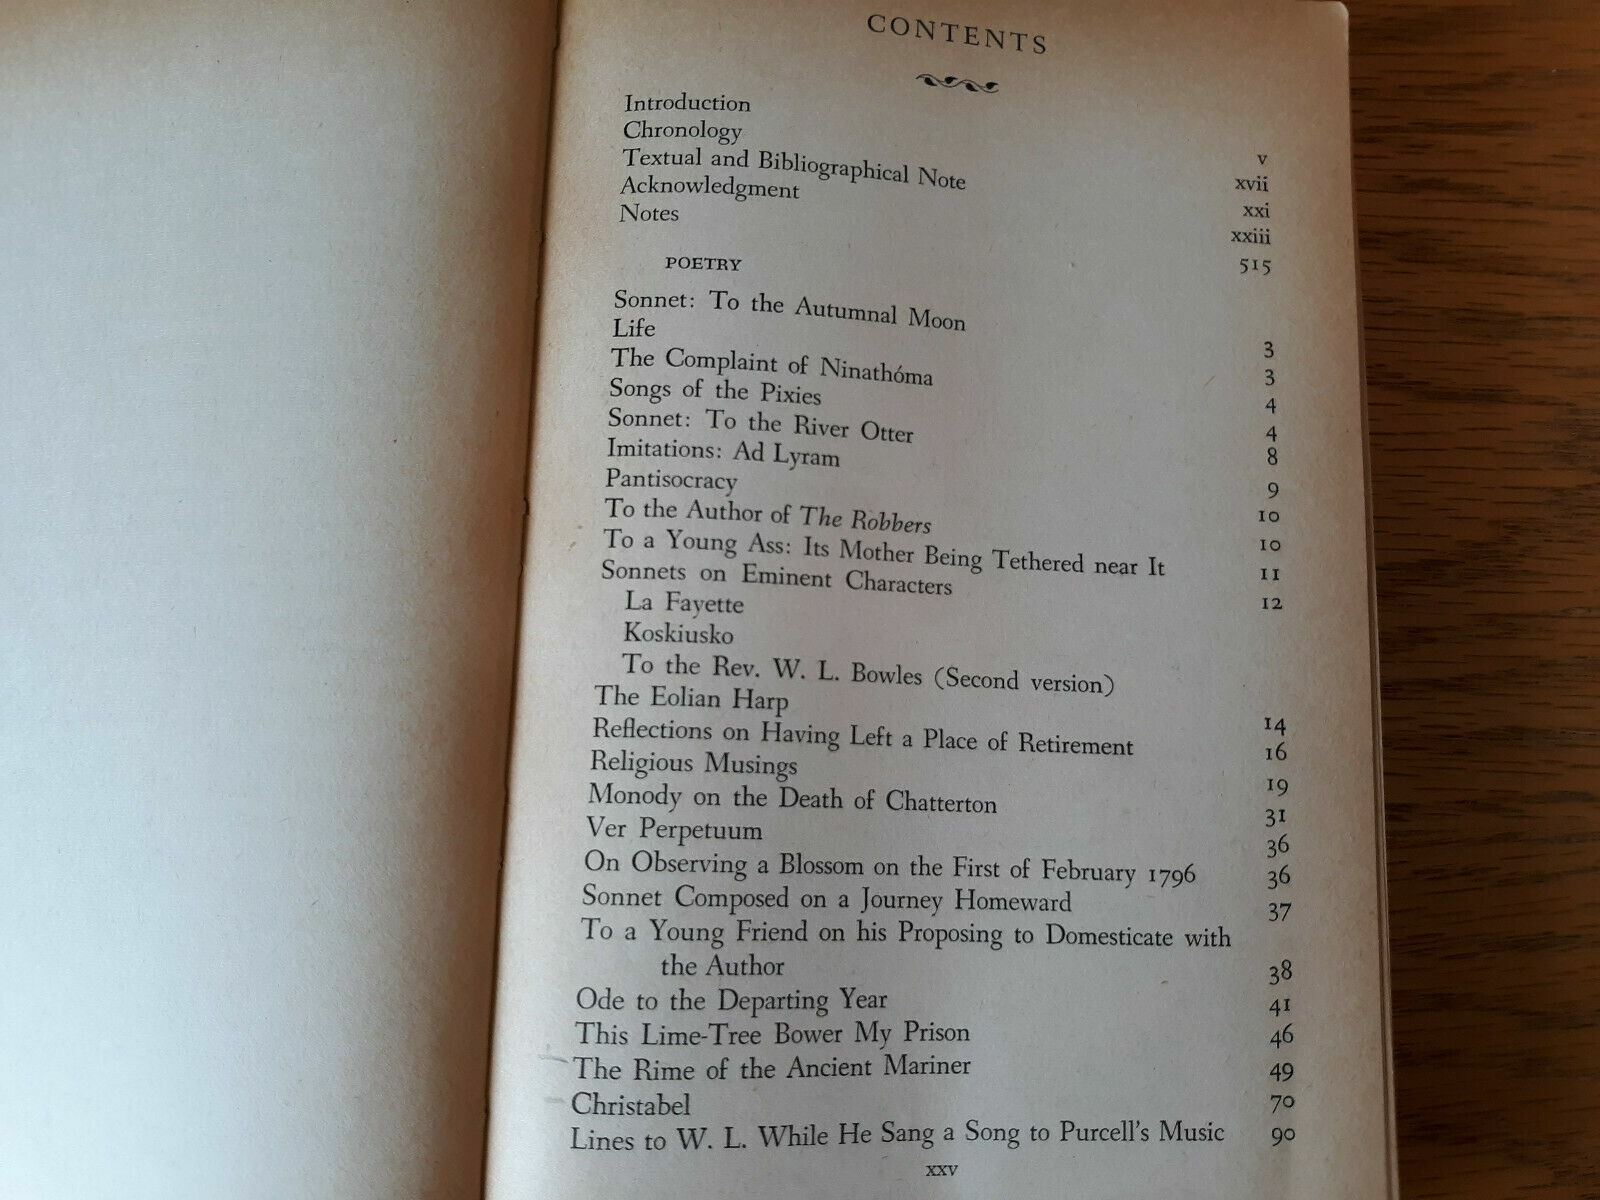 CONTENTS
Introduction v
Chronology xvii
Textual and Bibliographical Note xxi
Acknowledgment xxiii
Notes 515
POETRY
Sonnet: To the Autumnal Moon 3
Life 3
The Complaint of Ninathóma 4
Songs of the Pixies 4
Sonnet: To the River Otter 8
Imitations: Ad Lyram 9
Pantisocracy 10
To the Author of The Robbers 10
To a Young Ass: Its Mother Being Tethered near It 11
Sonnets on Eminent Characters 12
La Fayette
Koskiusko
To the Rev. W. L. Bowles (Second version)
The Eolian Harp 14
Reflections on Having Left a Place of Retirement 16
Religious Musings 19
Monody on the Death of Chatterton 31
Ver Perpetuum 36
On Observing a Blossom on the First of February 1796 36
Sonnet Composed on a Journey Homeward 37
To a Young Friend on his Proposing to Domesticate with
the Author 38
Ode to the Departing Year 41
This Lime-Tree Bower My Prison 46
The Rime of the Ancient Mariner 49
Christabel 70
Lines to W. L. While He Sang a Song to Purcell's Music 90
xxv